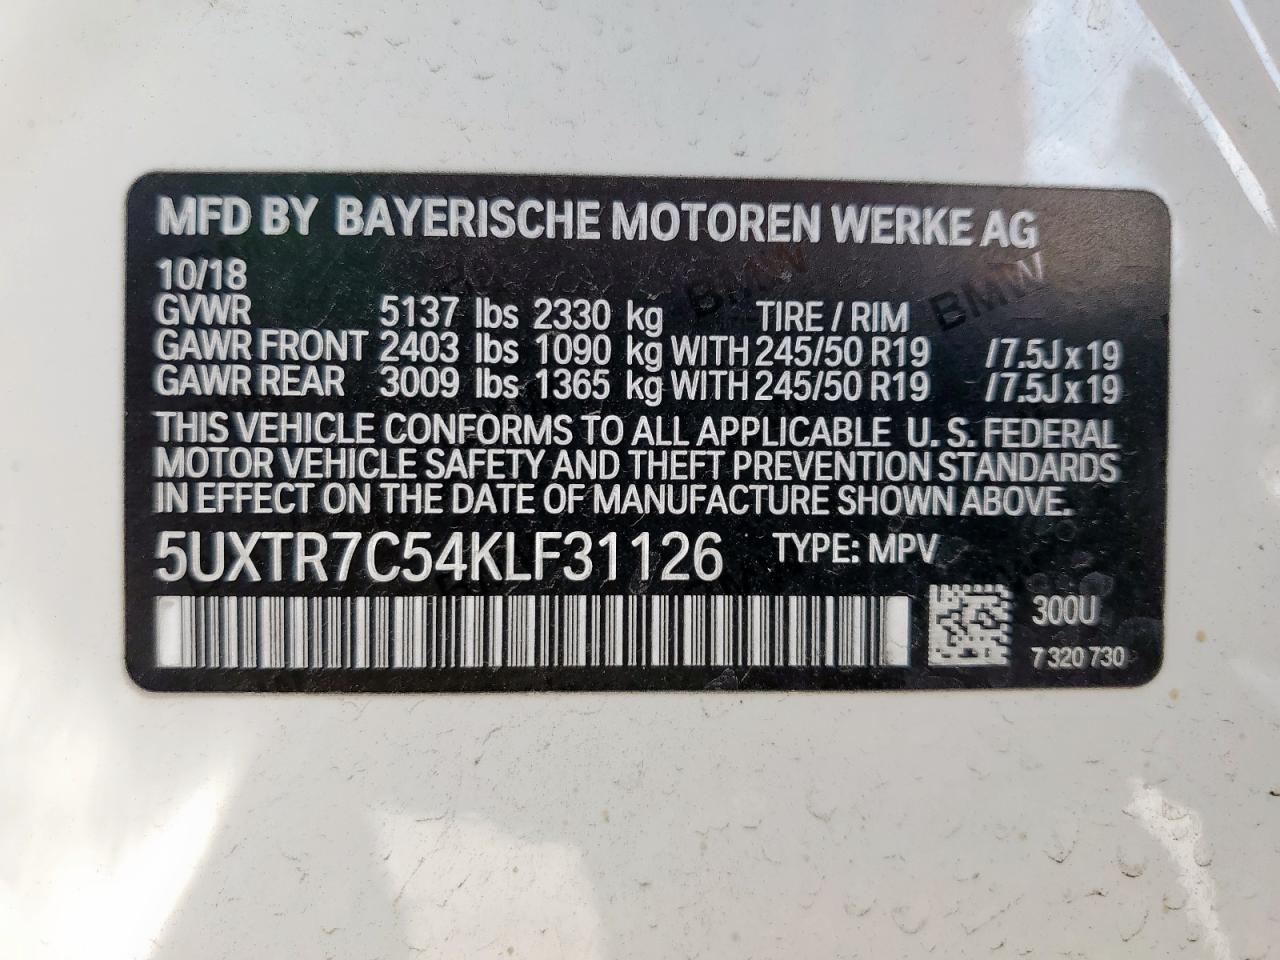 MFD BY BAYERISCHE MOTOREN WERKE AG
10/18
GVWR 5137 lbs 2330 kg TIRE / RIM
GAWR FRONT 2403 lbs 1090 kg WITH 245/50 R19 /7.5J x 19
GAWR REAR 3009 lbs 1365 kg WITH 245/50 R19 /7.5J x 19
THIS VEHICLE CONFORMS TO ALL APPLICABLE U. S. FEDERAL
MOTOR VEHICLE SAFETY AND THEFT PREVENTION STANDARDS
IN EFFECT ON THE DATE OF MANUFACTURE SHOWN ABOVE.
5UXTR7C54KLF31126 TYPE: MPV
300U
7 320 730
BMW
BMW